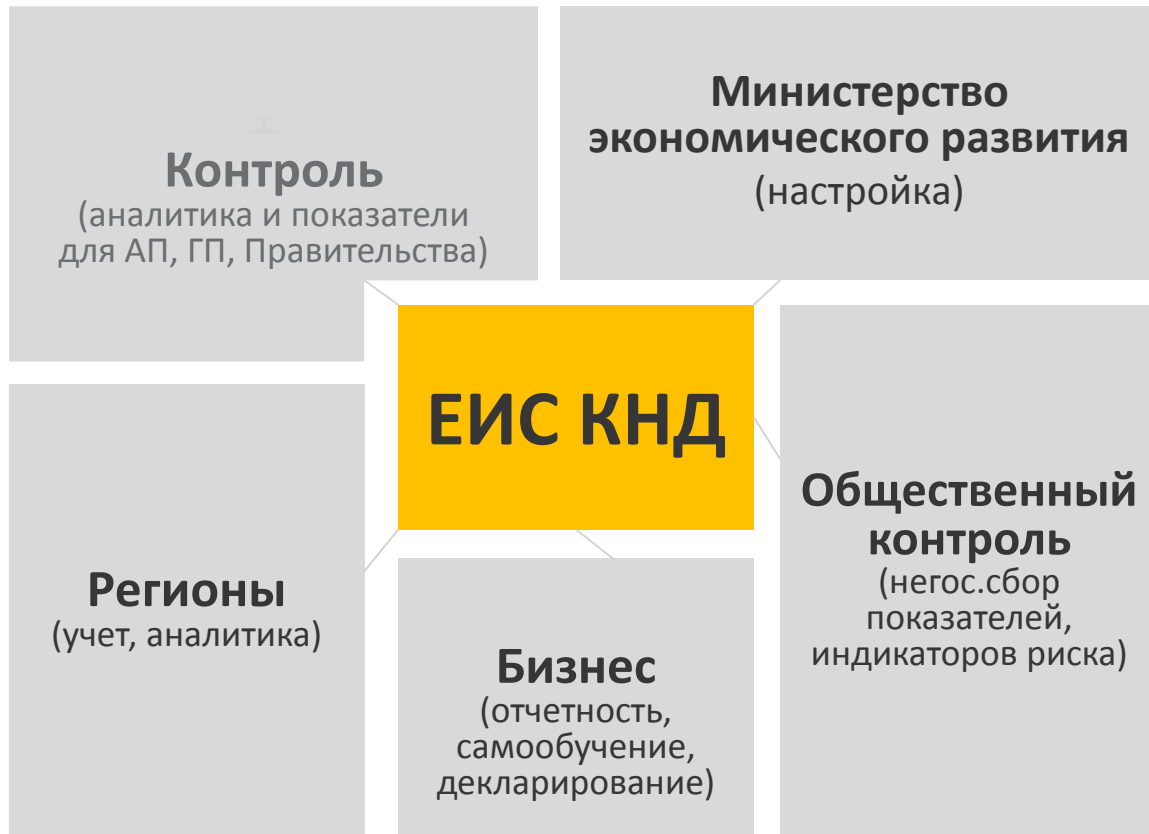 Контроль
(аналитика и показатели
для АП, ГП, Правительства)
Министерство
экономического развития
(настройка)
ЕИС КНД
Регионы
(учет, аналитика)
Бизнес
(отчетность,
самообучение,
декларирование)
Общественный
контроль
(негос.сбор
показателей,
индикаторов риска)